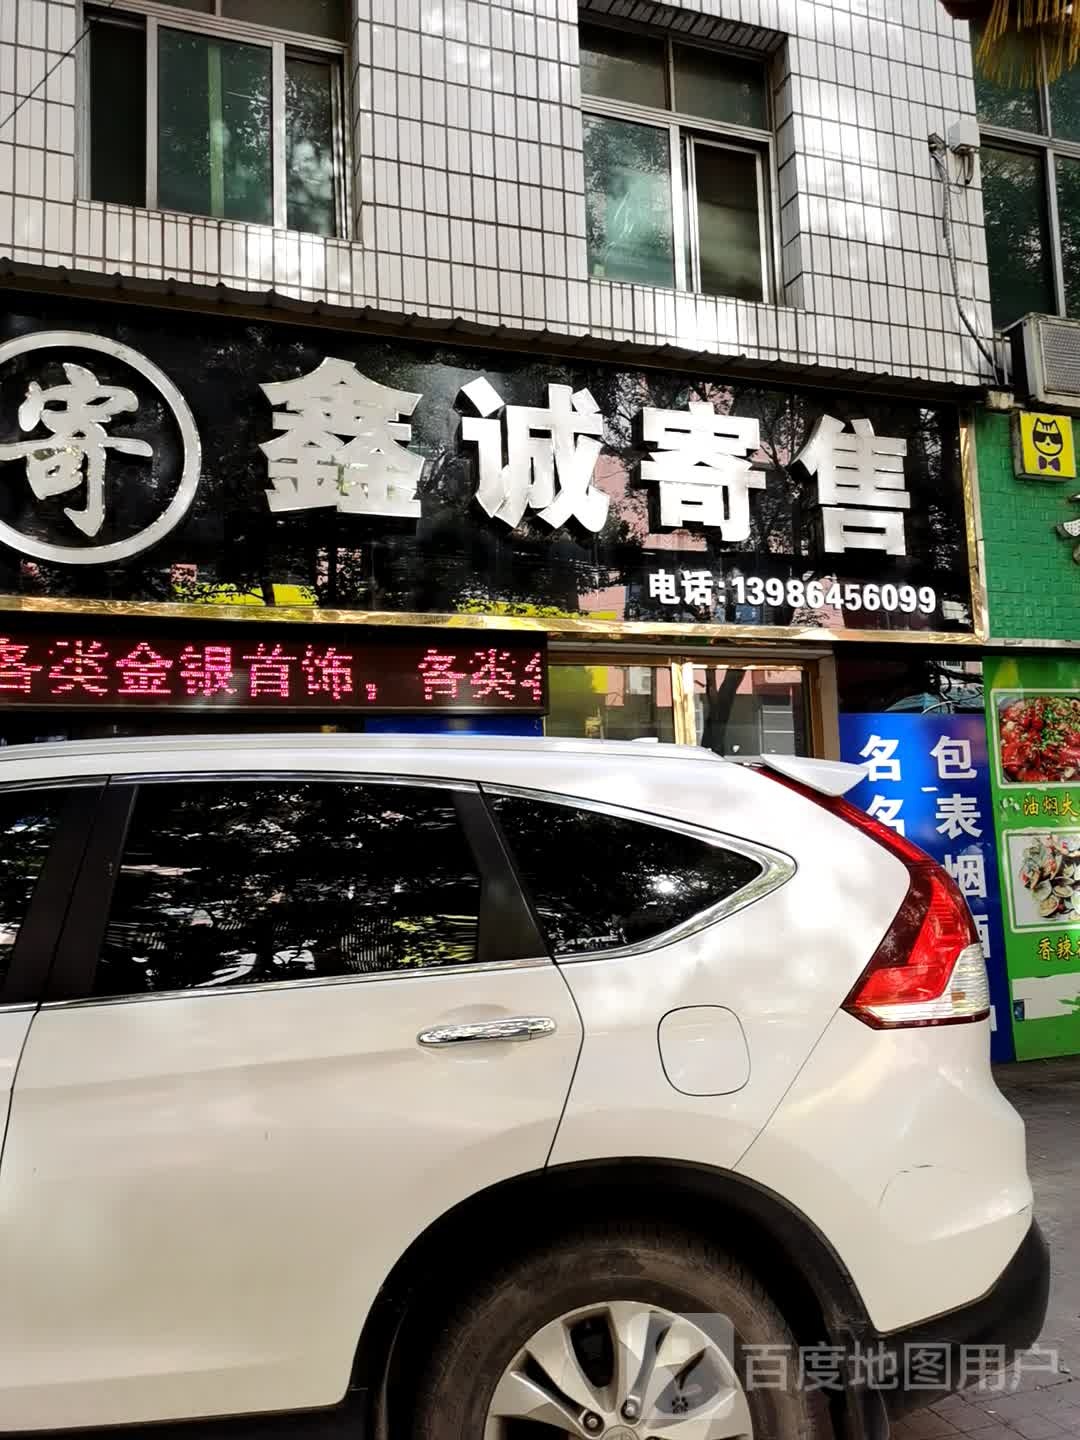 寄
鑫诚寄售
电话:13986456099
各类金银首饰，各类
名包
名表
烟
油焖大
香辣
百度地图用户